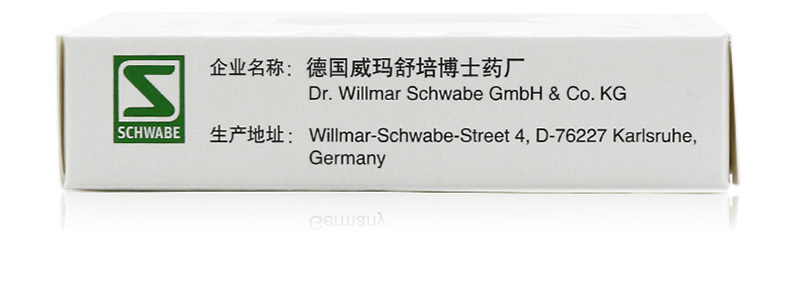 企业名称：德国威玛舒培博士药厂
Dr. Willmar Schwabe GmbH & Co. KG
SCHWABE
生产地址：Willmar-Schwabe-Street 4, D-76227 Karlsruhe,
Germany